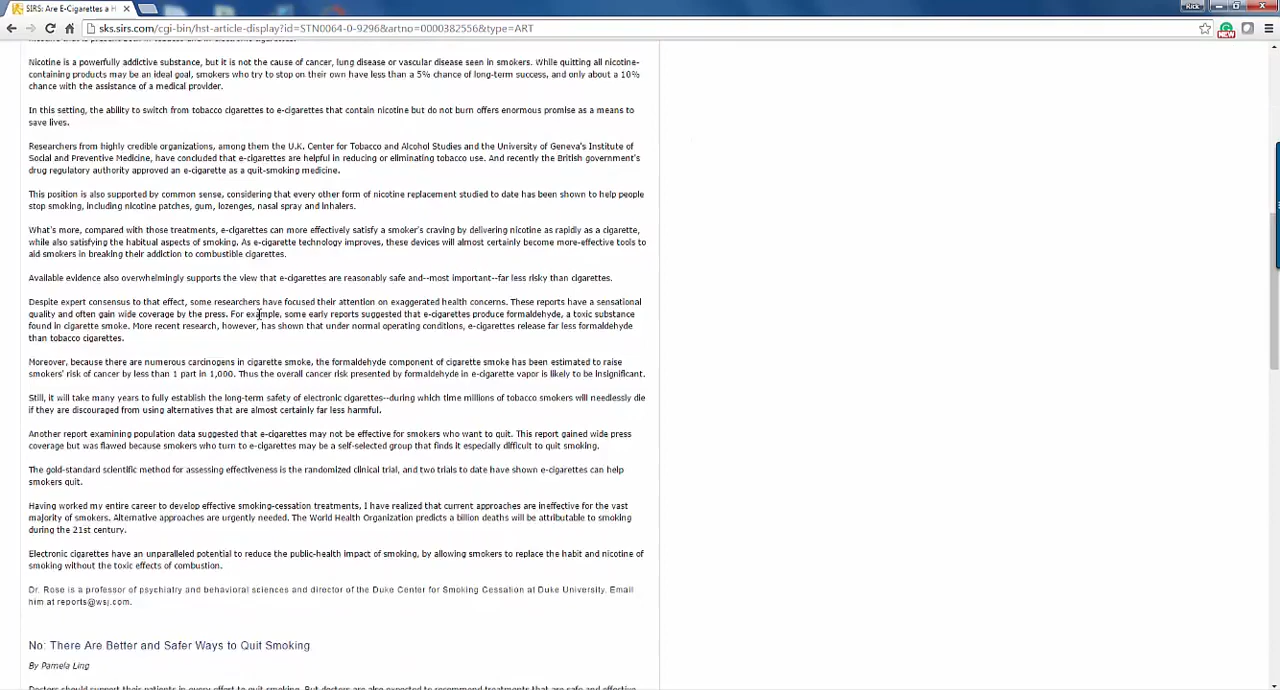 SIRS: Are E-Cigarettes a H
Rick
sks.sirs.com/cgi-bin/hst-article-display?id=STN0064-0-9296&artno=0000382556&type=ART
Nicotine is a powerfully addictive substance, but it is not the cause of cancer, lung disease or vascular disease seen in smokers. While quitting all nicotine-
containing products may be an ideal goal, smokers who try to stop on their own have less than a 5% chance of long-term success, and only about a 10%
chance with the assistance of a medical provider.
In this setting, the ability to switch from tobacco cigarettes to e-cigarettes that contain nicotine but do not burn offers enormous promise as a means to
save lives.
Researchers from highly credible organizations, among them the U.K. Center for Tobacco and Alcohol Studies and the University of Geneva's Institute of
Social and Preventive Medicine, have concluded that e-cigarettes are helpful in reducing or eliminating tobacco use. And recently the British government's
drug regulatory authority approved an e-cigarette as a quit-smoking medicine.
This position is also supported by common sense, considering that every other form of nicotine replacement studied to date has been shown to help people
stop smoking, including nicotine patches, gum, lozenges, nasal spray and inhalers.
What's more, compared with those treatments, e-cigarettes can more effectively satisfy a smoker's craving by delivering nicotine as rapidly as a cigarette,
while also satisfying the habitual aspects of smoking. As e-cigarette technology improves, these devices will almost certainly become more-effective tools to
aid smokers in breaking their addiction to combustible cigarettes.
Available evidence also overwhelmingly supports the view that e-cigarettes are reasonably safe and--most important--far less risky than cigarettes.
Despite expert consensus to that effect, some researchers have focused their attention on exaggerated health concerns. These reports have a sensational
quality and often gain wide coverage by the press. For example, some early reports suggested that e-cigarettes produce formaldehyde, a toxic substance
found in cigarette smoke. More recent research, however, has shown that under normal operating conditions, e-cigarettes release far less formaldehyde
than tobacco cigarettes.
Moreover, because there are numerous carcinogens in cigarette smoke, the formaldehyde component of cigarette smoke has been estimated to raise
smokers' risk of cancer by less than 1 part in 1,000. Thus the overall cancer risk presented by formaldehyde in e-cigarette vapor is likely to be insignificant.
Still, it will take many years to fully establish the long-term safety of electronic cigarettes--during which time millions of tobacco smokers will needlessly die
if they are discouraged from using alternatives that are almost certainly far less harmful.
Another report examining population data suggested that e-cigarettes may not be effective for smokers who want to quit. This report gained wide press
coverage but was flawed because smokers who turn to e-cigarettes may be a self-selected group that finds it especially difficult to quit smoking.
The gold-standard scientific method for assessing effectiveness is the randomized clinical trial, and two trials to date have shown e-cigarettes can help
smokers quit.
Having worked my entire career to develop effective smoking-cessation treatments, I have realized that current approaches are ineffective for the vast
majority of smokers. Alternative approaches are urgently needed. The World Health Organization predicts a billion deaths will be attributable to smoking
during the 21st century.
Electronic cigarettes have an unparalleled potential to reduce the public-health impact of smoking, by allowing smokers to replace the habit and nicotine of
smoking without the toxic effects of combustion.
Dr. Rose is a professor of psychiatry and behavioral sciences and director of the Duke Center for Smoking Cessation at Duke University. Email
him at reports@wsj.com.
No: There Are Better and Safer Ways to Quit Smoking
By Pamela Ling
Doctors should support their patients in every effort to quit smoking. But doctors are also expected to recommend treatments that are safe and effective